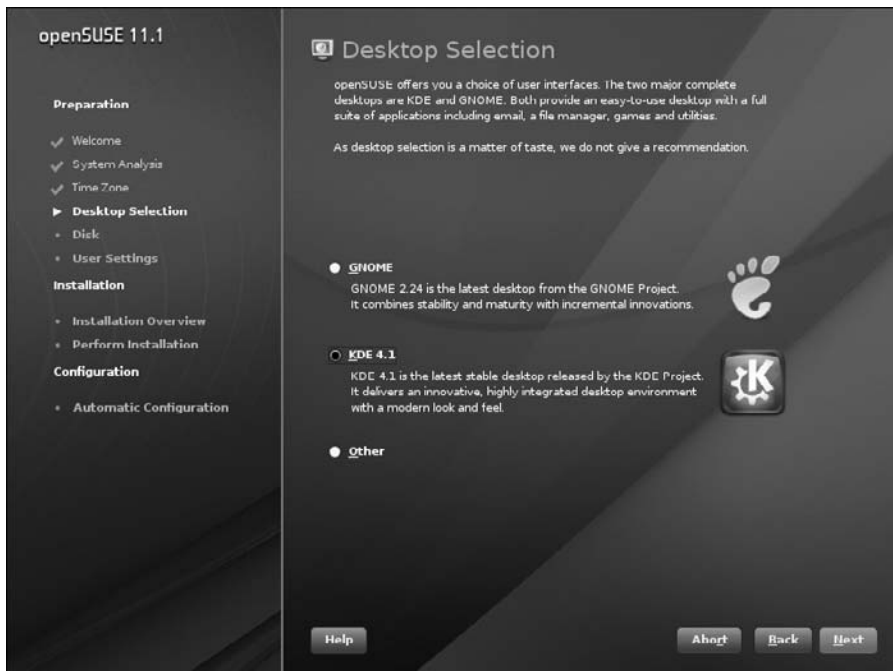 openSUSE 11.1
Preparation
Welcome
System Analysis
Time Zone
Desktop Selection
Disk
User Settings
Installation
Installation Overview
Perform Installation
Configuration
Automatic Configuration
Desktop Selection
openSUSE offers you a choice of user interfaces. The two major complete
desktops are KDE and GNOME. Both provide an easy-to-use desktop with a full
suite of applications including email, a file manager, games and utilities.
As desktop selection is a matter of taste, we do not give a recommendation.
GNOME
GNOME 2.24 is the latest desktop from the GNOME Project.
It combines stability and maturity with incremental innovations.
KDE 4.1
KDE 4.1 is the latest stable desktop released by the KDE Project.
It delivers an innovative, highly integrated desktop environment
with a modern look and feel.
K
Other
Help
Abort
Back
Next